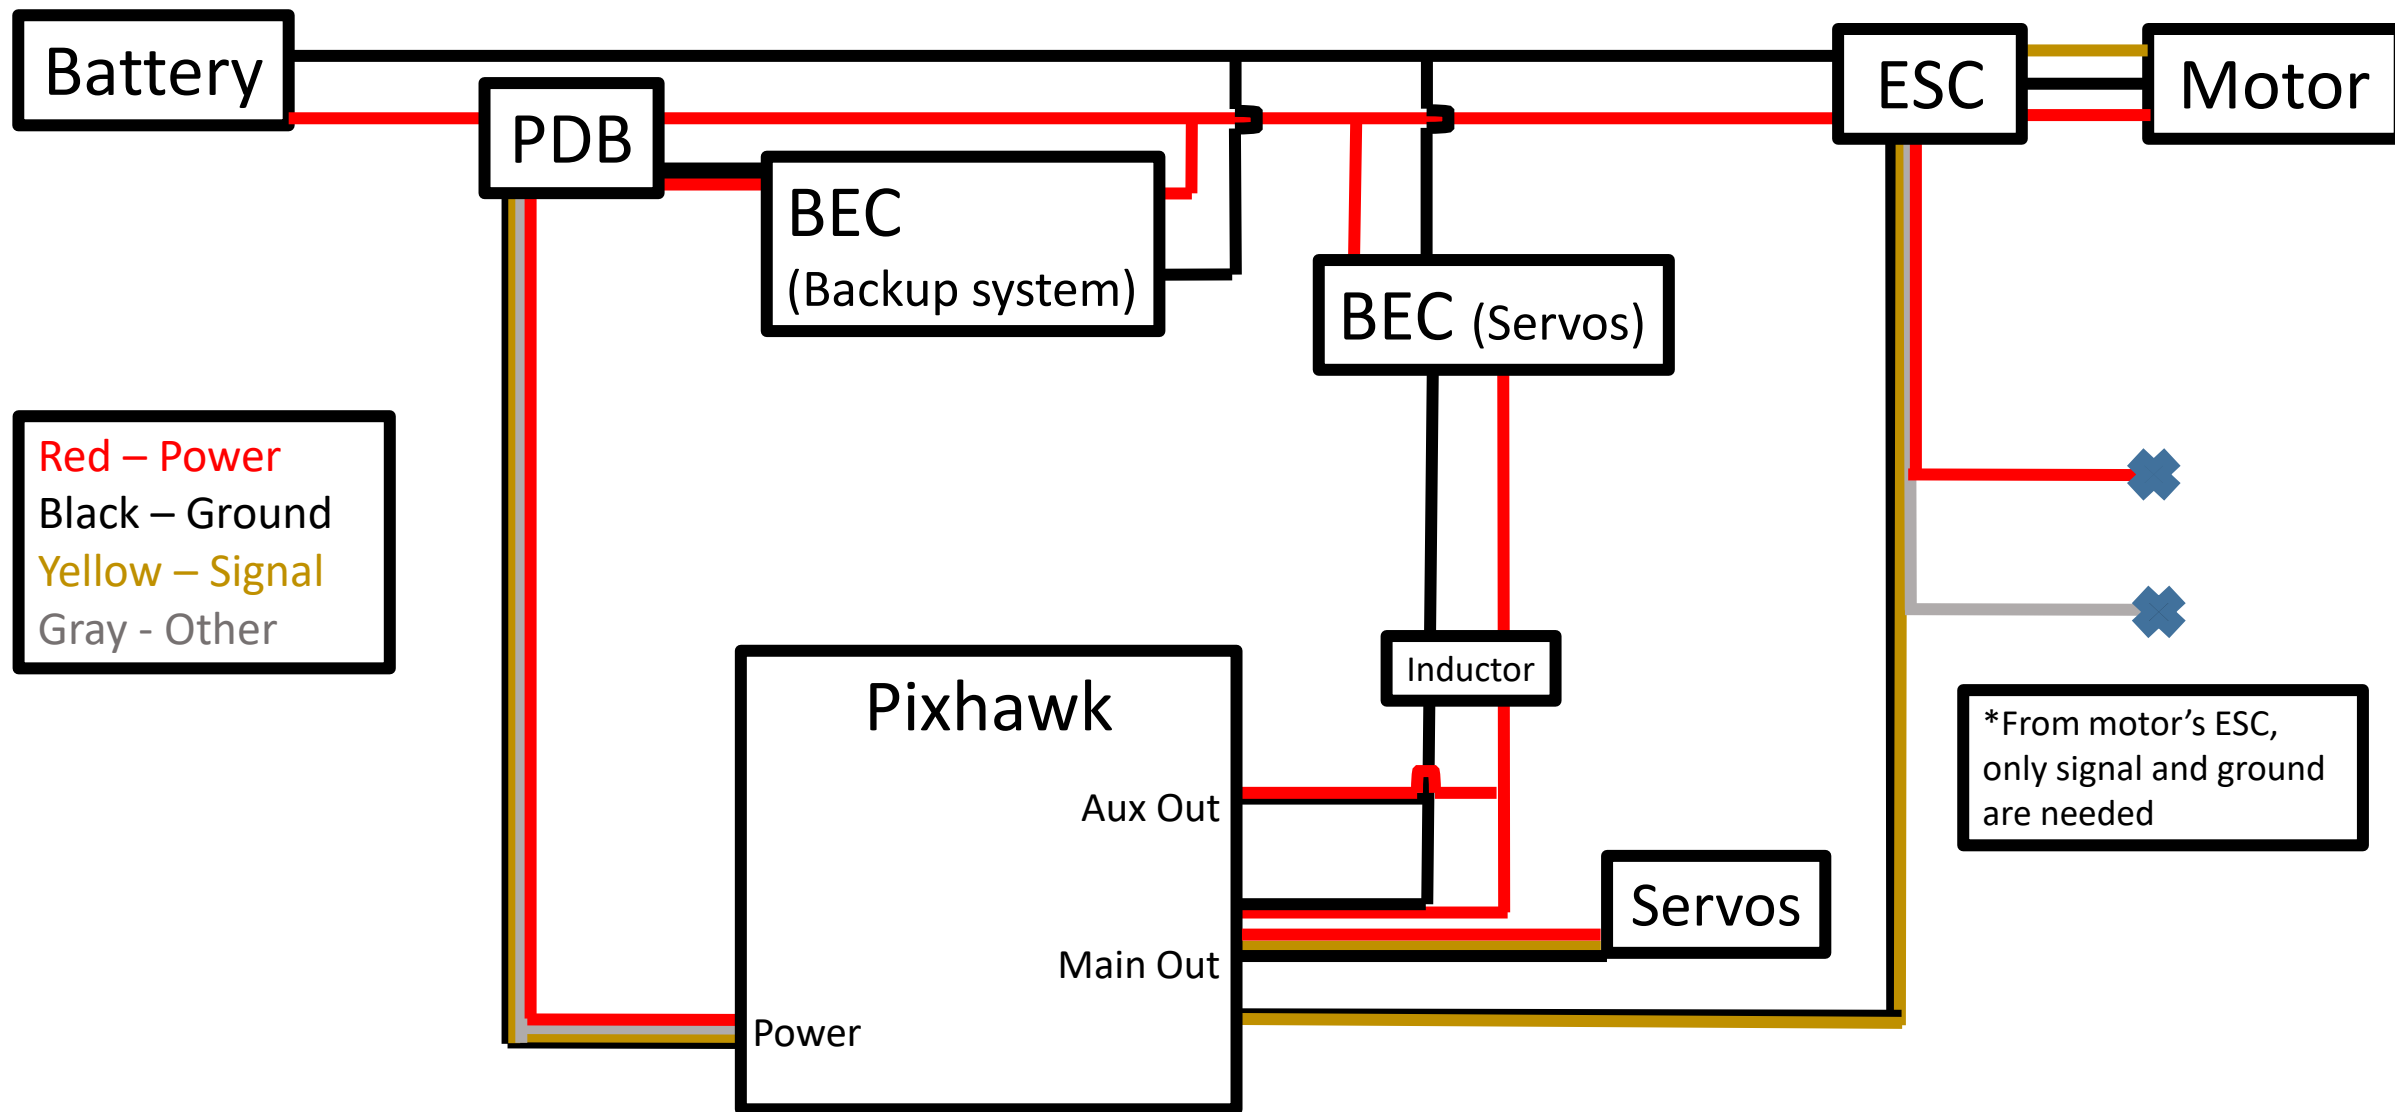 Battery
PDB
ESC
Motor
BEC
(Backup system)
BEC (Servos)
Red – Power
Black – Ground
Yellow – Signal
Gray - Other
Inductor
Pixhawk
Aux Out
Main Out
Power
Servos
*From motor’s ESC,
only signal and ground
are needed